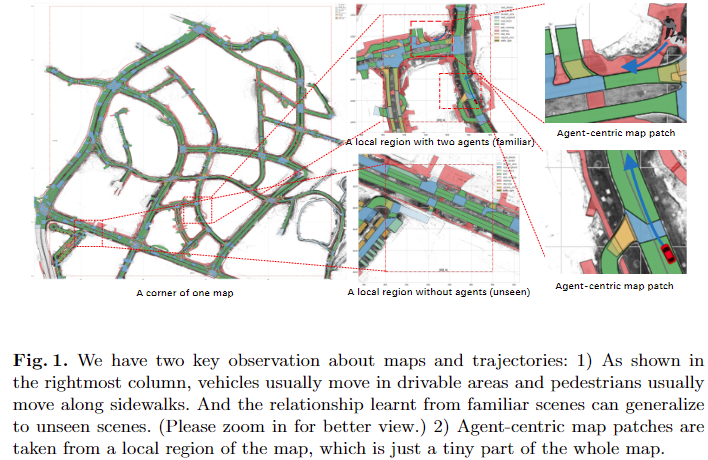 A local region with two agents (familiar)
Agent-centric map patch
A corner of one map
A local region without agents (unseen)
Agent-centric map patch
Fig. 1. We have two key observation about maps and trajectories: 1) As shown in
the rightmost column, vehicles usually move in drivable areas and pedestrians usually
move along sidewalks. And the relationship learnt from familiar scenes can generalize
to unseen scenes. (Please zoom in for better view.) 2) Agent-centric map patches are
taken from a local region of the map, which is just a tiny part of the whole map.